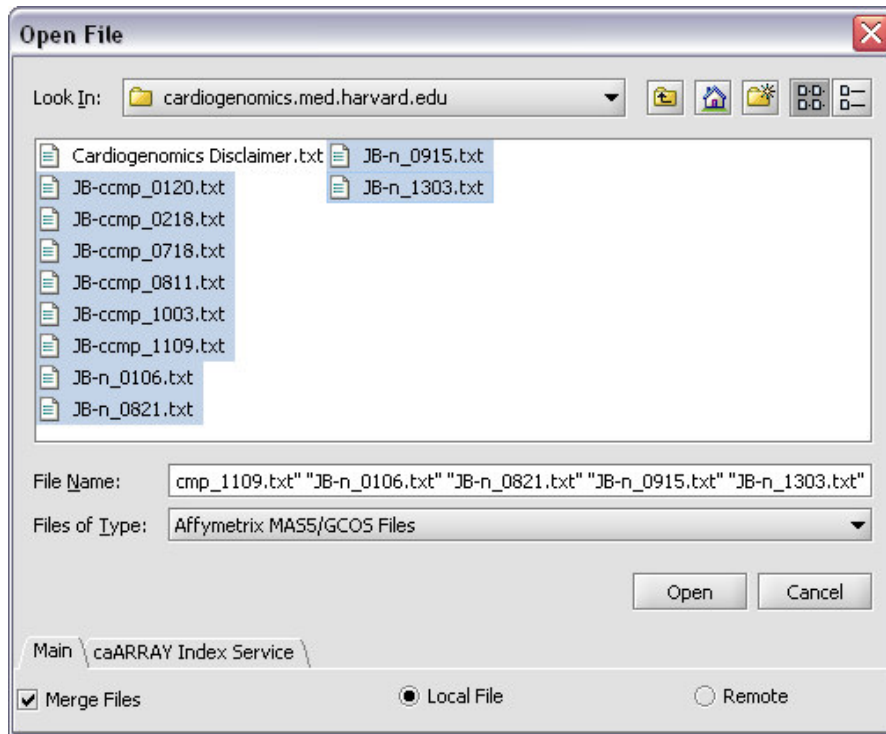 Open File
Look In: cardiogenomics.med.harvard.edu
Cardiogenomics Disclaimer.txt JB-n_0915.txt
JB-ccmp_0120.txt JB-n_1303.txt
JB-ccmp_0218.txt
JB-ccmp_0718.txt
JB-ccmp_0811.txt
JB-ccmp_1003.txt
JB-ccmp_1109.txt
JB-n_0106.txt
JB-n_0821.txt
File Name: cmp_1109.txt" "JB-n_0106.txt" "JB-n_0821.txt" "JB-n_0915.txt" "JB-n_1303.txt"
Files of Type: Affymetrix MAS5/GCOS Files
Open Cancel
Main caARRAY Index Service
Merge Files Local File Remote